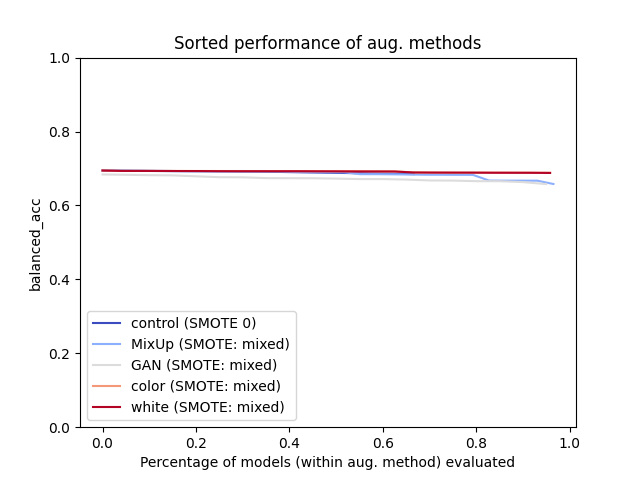 Sorted performance of aug. methods
balanced_acc
1.0
0.8
0.6
0.4
0.2
0.0
control (SMOTE 0)
MixUp (SMOTE: mixed)
GAN (SMOTE: mixed)
color (SMOTE: mixed)
white (SMOTE: mixed)
0.0 0.2 0.4 0.6 0.8 1.0
Percentage of models (within aug. method) evaluated